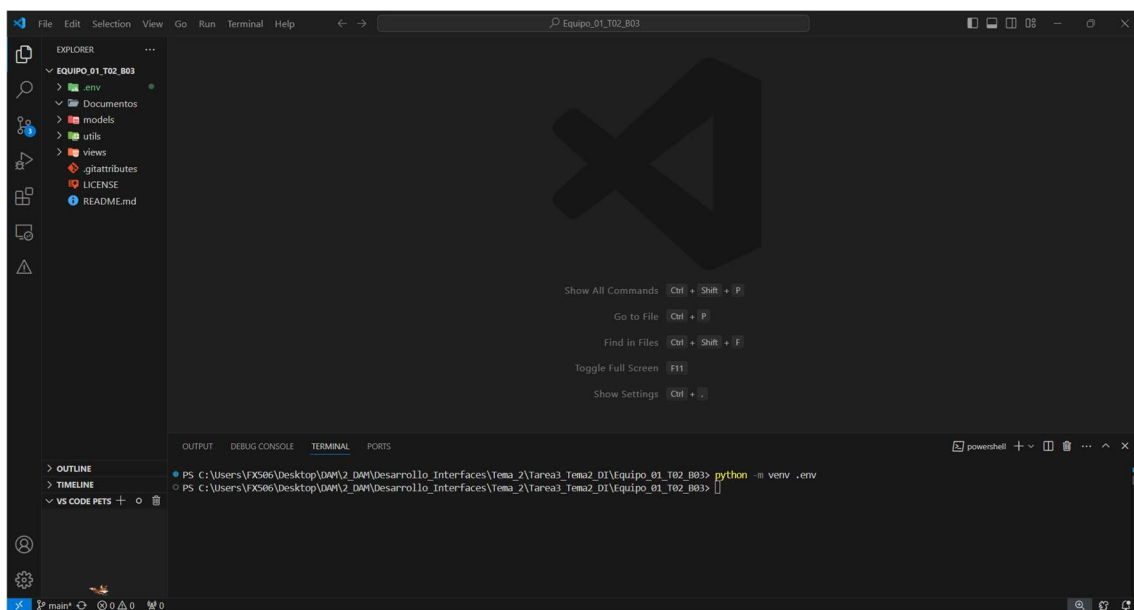 File Edit Selection View Go Run Terminal Help Equipo_01_T02_B03
EXPLORER
EQUIPO_01_T02_B03
.env
Documentos
models
utils
views
.gitattributes
LICENSE
README.md
3
Show All Commands Ctrl + Shift + P
Go to File Ctrl + P
Find in Files Ctrl + Shift + F
Toggle Full Screen F11
Show Settings Ctrl + ,
OUTPUT DEBUG CONSOLE TERMINAL PORTS powershell
PS C:\Users\FX506\Desktop\DAM\2_DAM\Desarrollo_Interfaces\Tema_2\Tarea3_Tema2_DI\Equipo_01_T02_B03> python -m venv .env
PS C:\Users\FX506\Desktop\DAM\2_DAM\Desarrollo_Interfaces\Tema_2\Tarea3_Tema2_DI\Equipo_01_T02_B03>
OUTLINE
TIMELINE
VS CODE PETS
main* 0 0 0